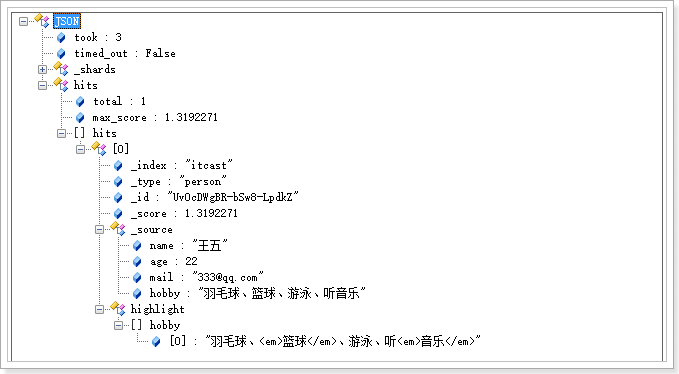 JSON
took : 3
timed_out : False
_shards
hits
total : 1
max_score : 1.3192271
[] hits
[0]
_index : "itcast"
_type : "person"
_id : "UvOcDWgBR-bSw8-LpdkZ"
_score : 1.3192271
_source
name : "王五"
age : 22
mail : "333@qq.com"
hobby : "羽毛球、篮球、游泳、听音乐"
highlight
[] hobby
[0] : "羽毛球、<em>篮球</em>、游泳、听<em>音乐</em>"